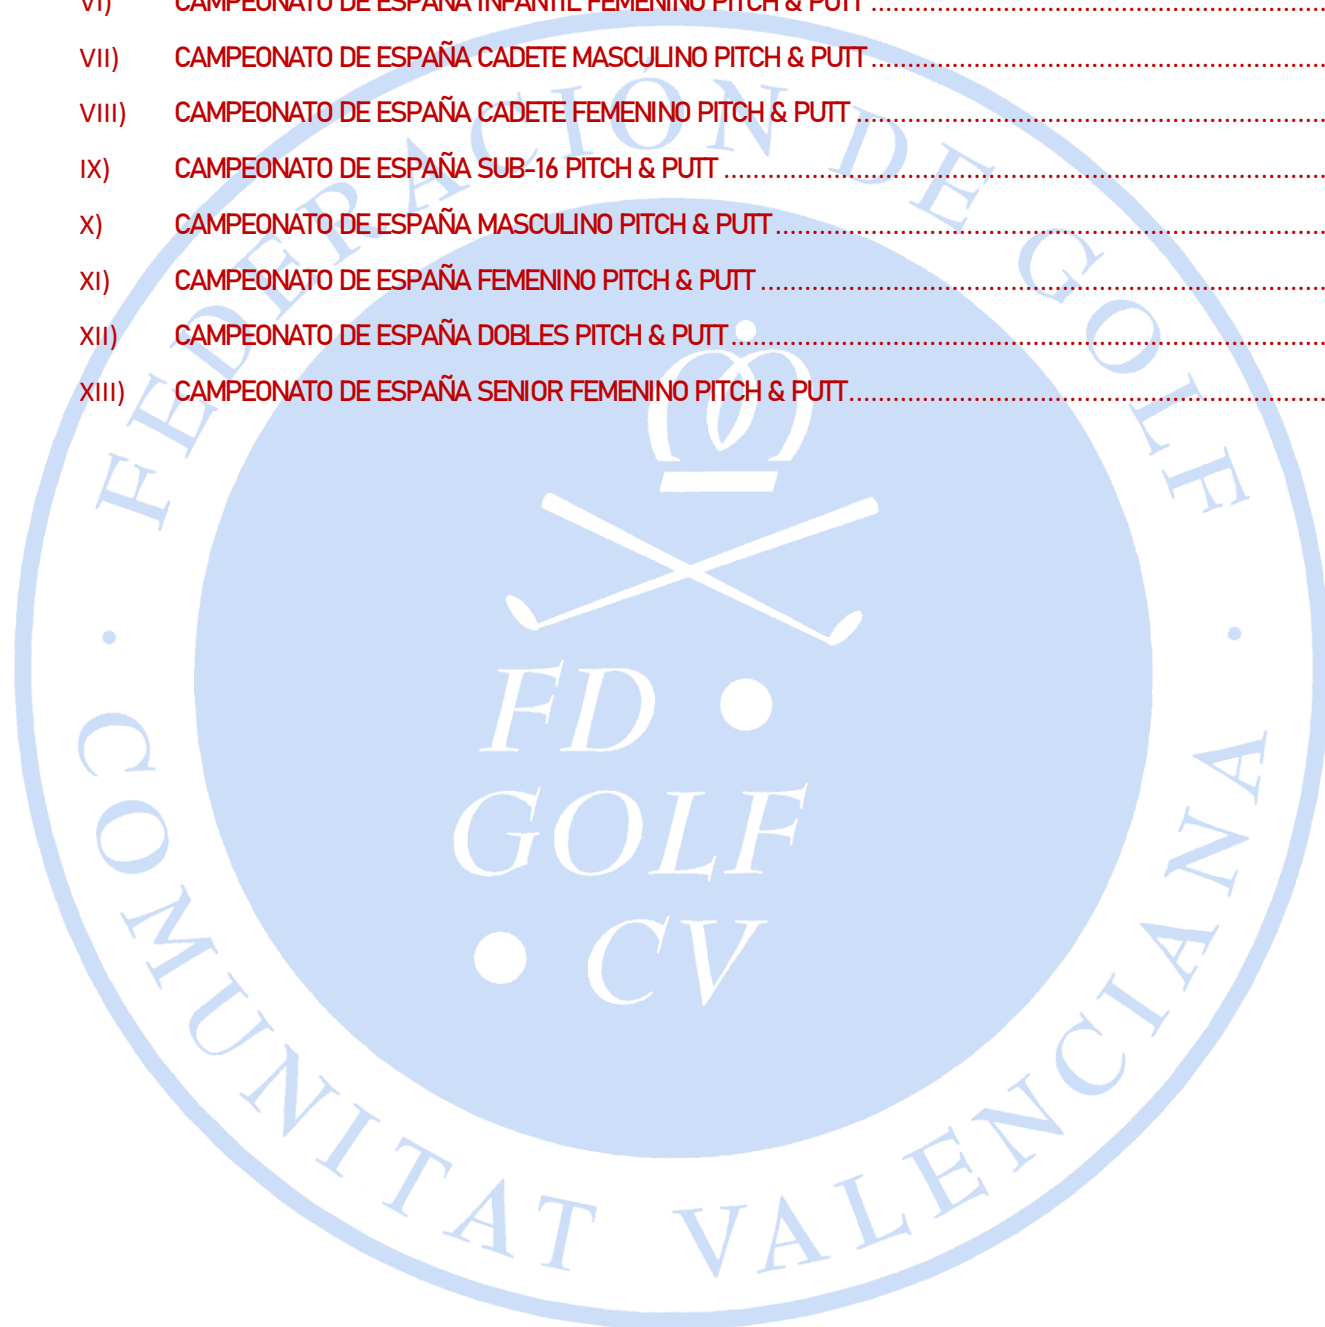 VI) CAMPEONATO DE ESPAÑA INFANTIL FEMENINO PITCH & PUTT
VII) CAMPEONATO DE ESPAÑA CADETE MASCULINO PITCH & PUTT
VIII) CAMPEONATO DE ESPAÑA CADETE FEMENINO PITCH & PUTT
IX) CAMPEONATO DE ESPAÑA SUB-16 PITCH & PUTT
X) CAMPEONATO DE ESPAÑA MASCULINO PITCH & PUTT
XI) CAMPEONATO DE ESPAÑA FEMENINO PITCH & PUTT
XII) CAMPEONATO DE ESPAÑA DOBLES PITCH & PUTT
XIII) CAMPEONATO DE ESPAÑA SENIOR FEMENINO PITCH & PUTT
FEDERACIÓN DE GOLF
FD
GOLF
CV
COMUNITAT VALENCIANA